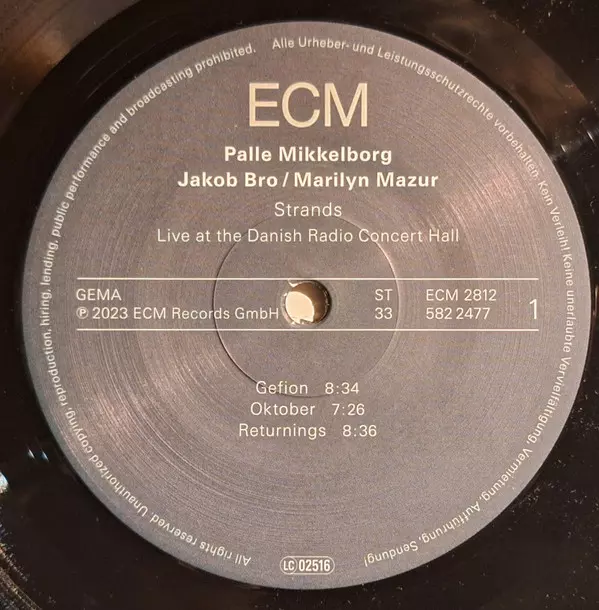 ECM
Palle Mikkelborg
Jakob Bro / Marilyn Mazur
Strands
Live at the Danish Radio Concert Hall
GEMA ST ECM 2812
℗ 2023 ECM Records GmbH 33 582 2477 1
Gefion 8:34
Oktober 7:26
Returnings 8:36
LC 02516
All rights reserved. Unauthorized copying, reproduction, hiring, lending, public performance and broadcasting prohibited.
Alle Urheber- und Leistungsschutzrechte vorbehalten. Kein Verleih! Keine unerlaubte Vervielfältigung, Vermietung, Aufführung, Sendung!